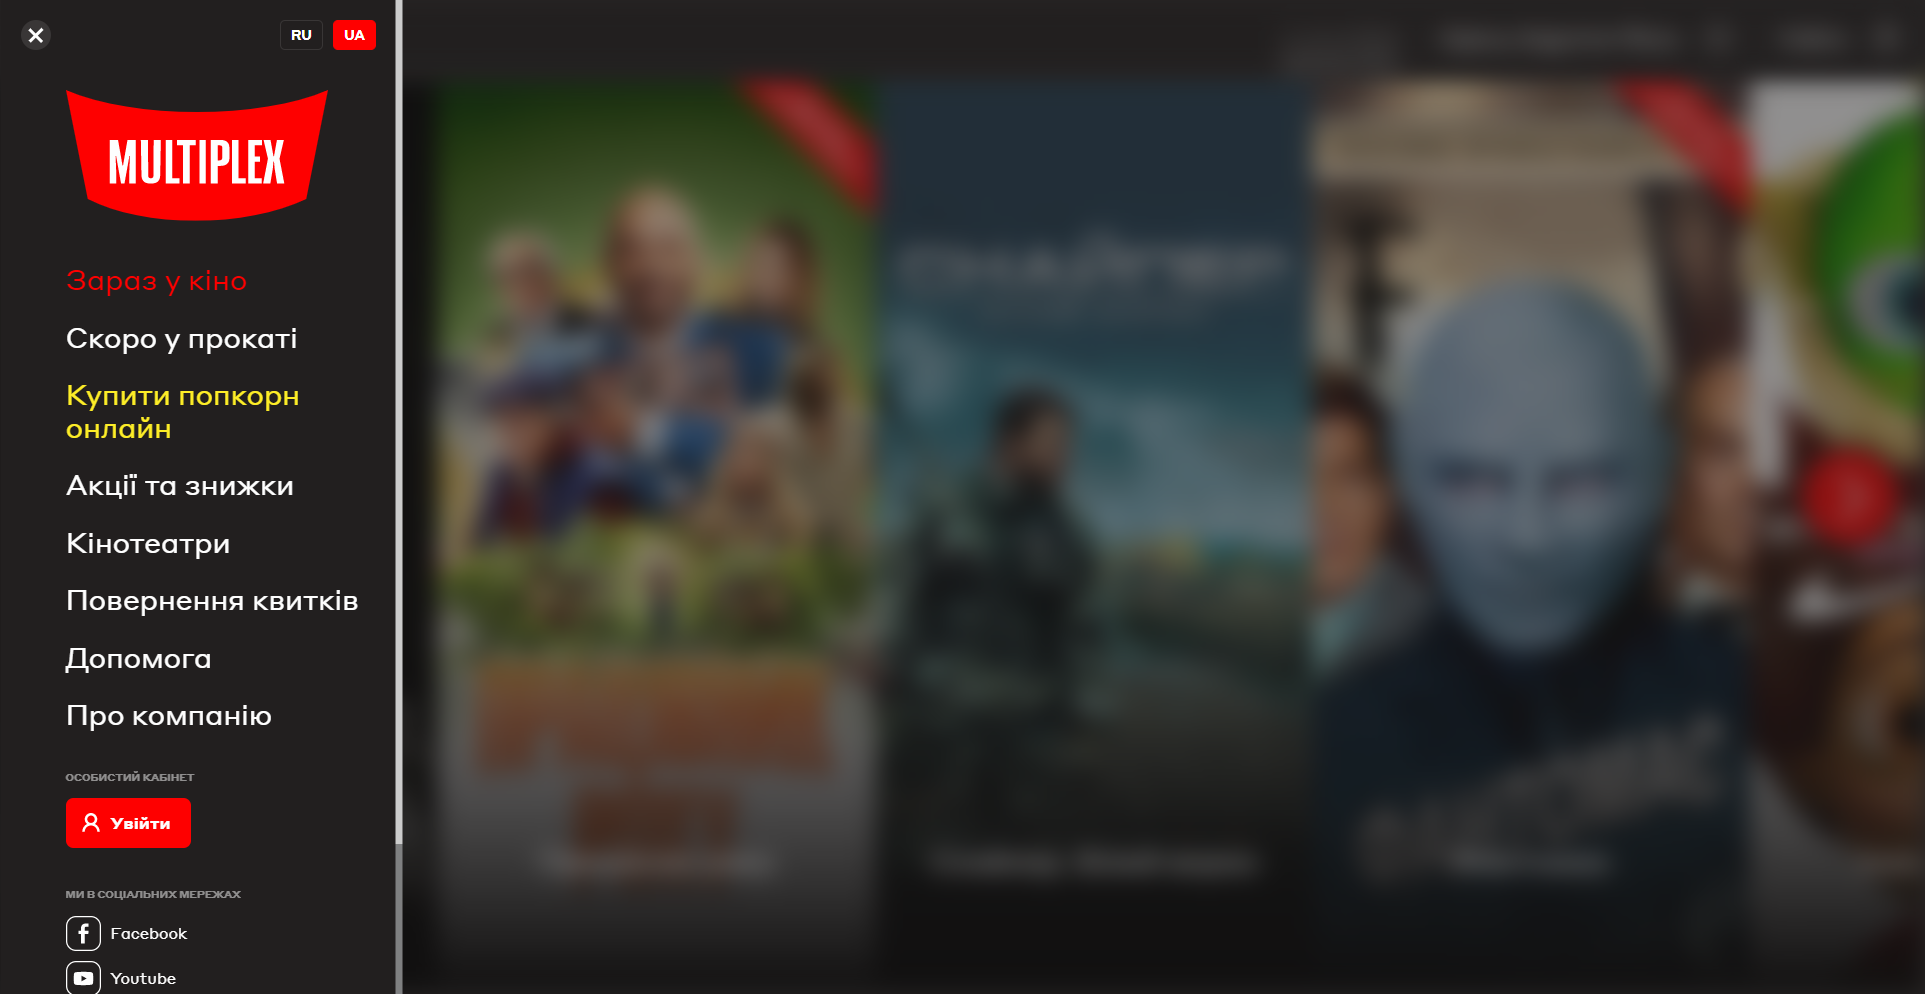 RU
UA
MULTIPLEX
Зараз у кіно
Скоро у прокаті
Купити попкорн
онлайн
Акції та знижки
Кінотеатри
Повернення квитків
Допомога
Про компанію
ОСОБИСТИЙ КАБІНЕТ
Увійти
МИ В СОЦІАЛЬНИХ МЕРЕЖАХ
Facebook
Youtube